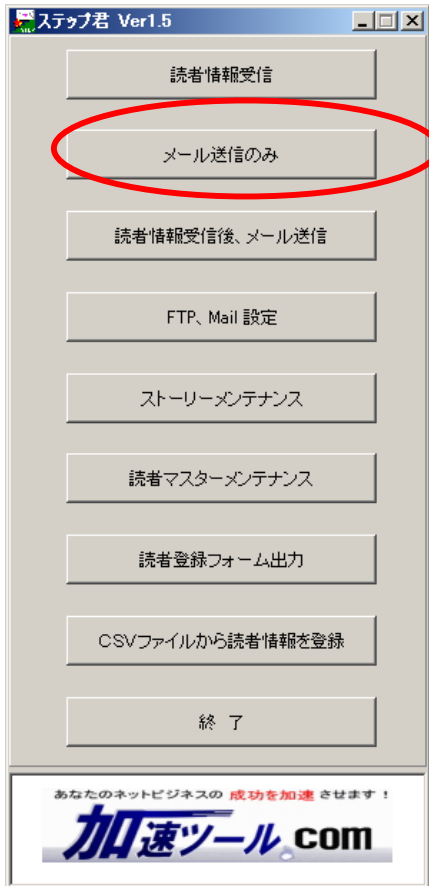 ステップ君 Ver1.5
読者情報受信
メール送信のみ
読者情報受信後、メール送信
FTP、Mail 設定
ストーリーメンテナンス
読者マスターメンテナンス
読者登録フォーム出力
CSVファイルから読者情報を登録
終 了
あなたのネットビジネスの 成功を加速 させます！
加速ツール.com